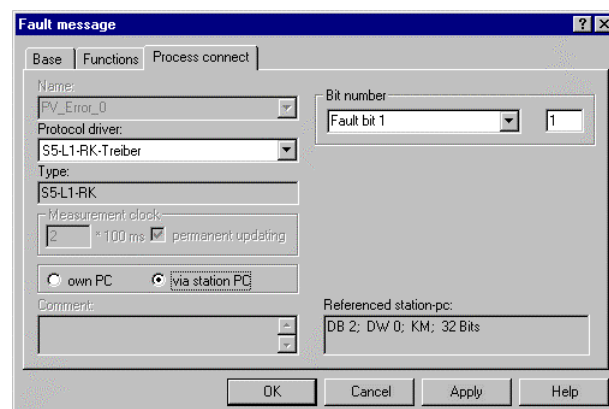 Fault message
Base Functions Process connect
Name:
PV_Error_0
Protocol driver:
S5-L1-RK-Treiber
Type:
S5-L1-RK
Measurement clock
2 * 100 ms permanent updating
own PC via station PC
Comment:
Bit number
Fault bit 1 1
Referenced station-pc:
DB 2; DW 0; KM; 32 Bits
OK Cancel Apply Help